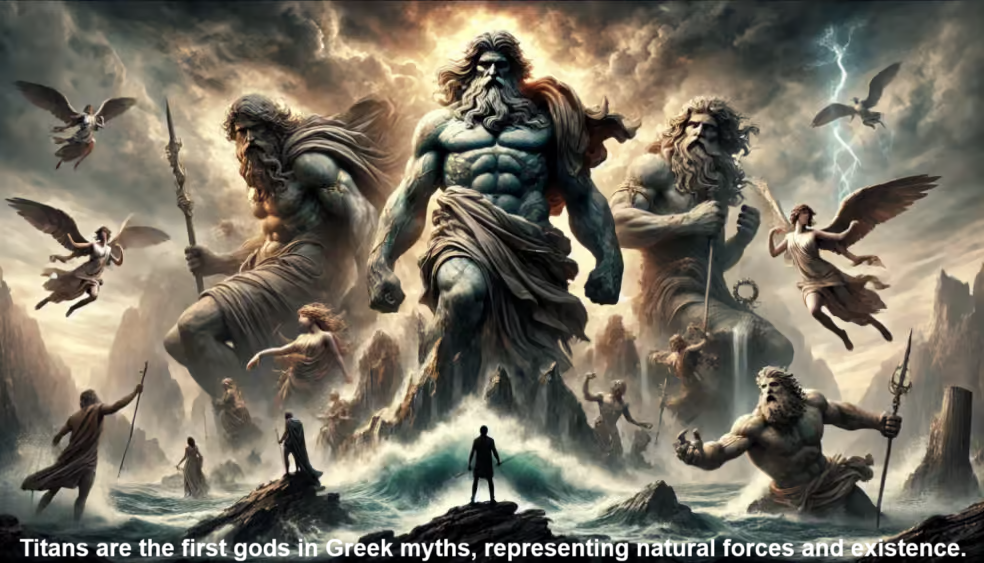 Titans are the first gods in Greek myths, representing natural forces and existence.